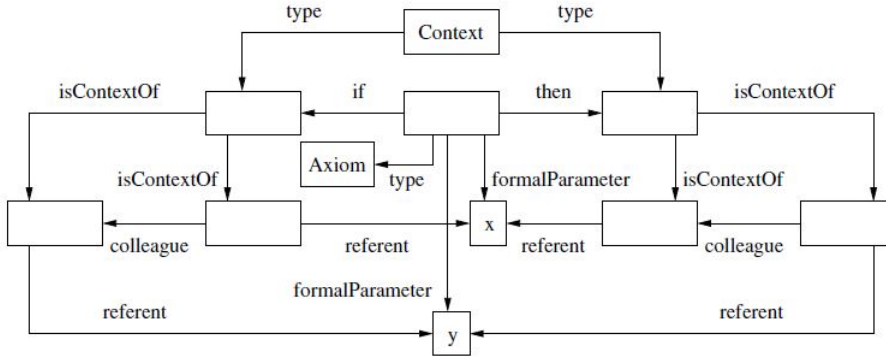 type Context type
isContextOf if then isContextOf
Axiom
isContextOf type formalParameter isContextOf
x
colleague referent referent colleague
formalParameter
referent referent
y